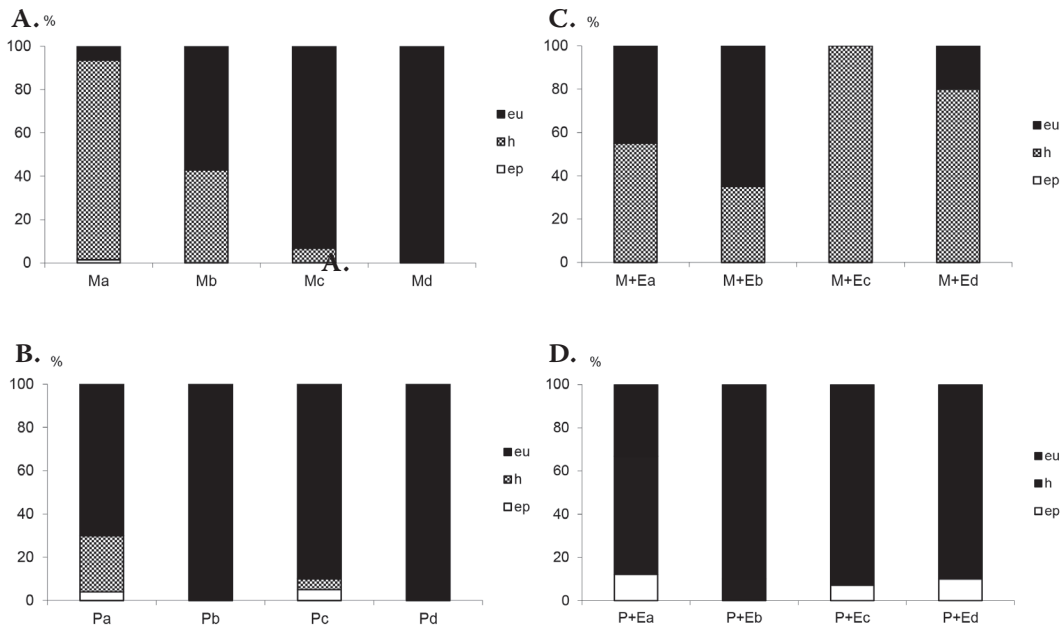 A. %
100
80
60
40
20
0
Ma Mb Mc Md
A.
eu
h
ep
C. %
100
80
60
40
20
0
M+Ea M+Eb M+Ec M+Ed
eu
h
ep
B. %
100
80
60
40
20
0
Pa Pb Pc Pd
eu
h
ep
D. %
100
80
60
40
20
0
P+Ea P+Eb P+Ec P+Ed
eu
h
ep